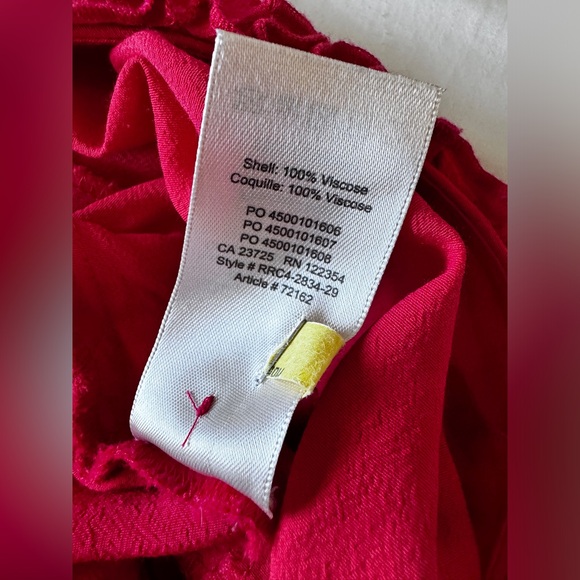 Shell: 100% Viscose
Coquille: 100% Viscose
PO 4500101606
PO 4500101607
PO 4500101608
CA 23725 RN 122354
Style # RRC4-2834-29
Article # 72162